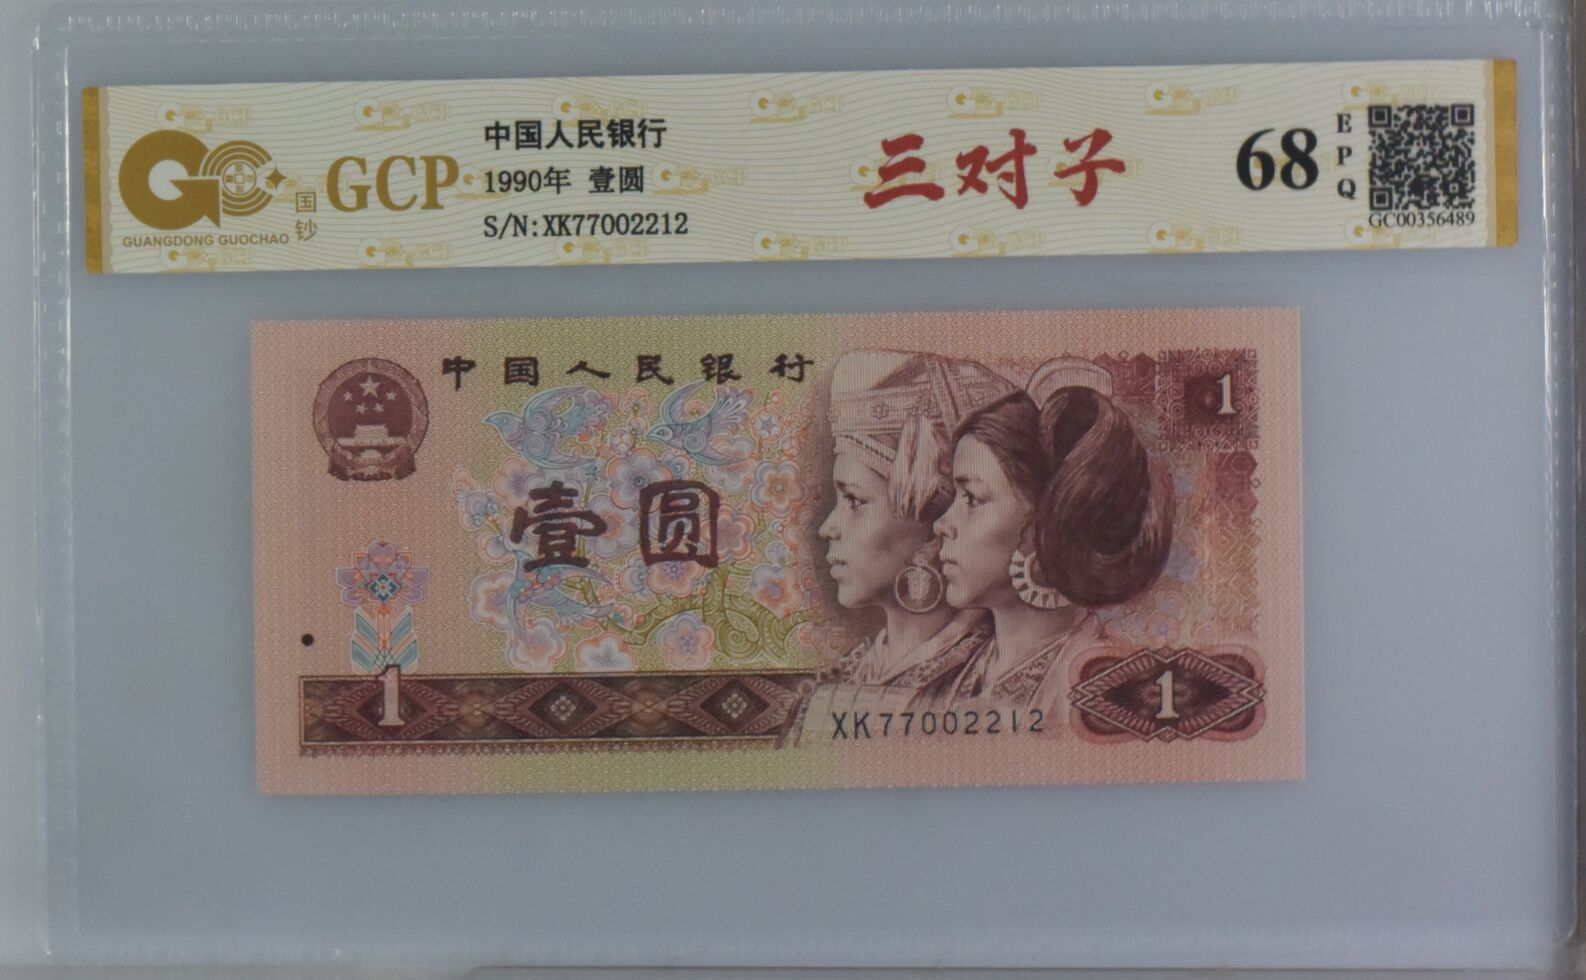 GCP
国钞
GUANGDONG GUOCHAO
中国人民银行
1990年 壹圆
S/N:XK77002212
三对子
68
EPQ
GC00356489
中国人民银行
1
壹圆
1
XK77002212
1